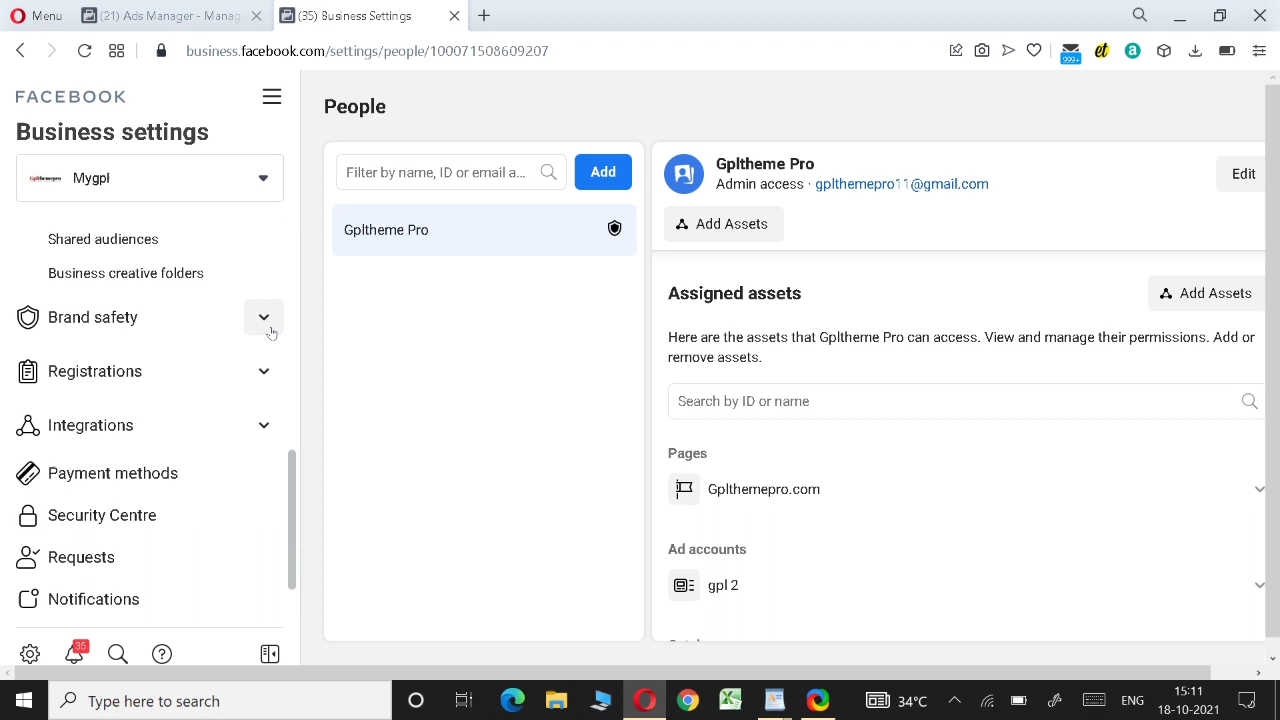 Menu
(21) Ads Manager - Manag
(35) Business Settings
business.facebook.com/settings/people/100071508609207
999+
et
a
FACEBOOK
Business settings
Mygpl
Shared audiences
Business creative folders
Brand safety
Registrations
Integrations
Payment methods
Security Centre
Requests
Notifications
35
People
Filter by name, ID or email a...
Add
Gpltheme Pro
Gpltheme Pro
Admin access · gplthemepro11@gmail.com
Edit
Add Assets
Assigned assets
Add Assets
Here are the assets that Gpltheme Pro can access. View and manage their permissions. Add or
remove assets.
Search by ID or name
Pages
Gplthemepro.com
Ad accounts
gpl 2
Type here to search
34°C
ENG
15:11
18-10-2021